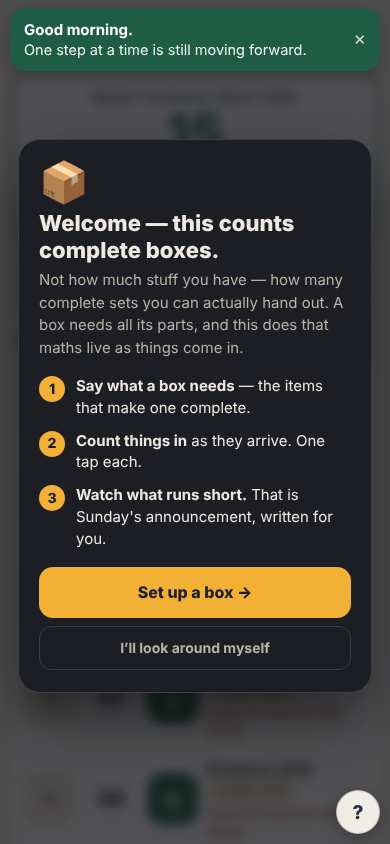 Good morning.
One step at a time is still moving forward.
×
Welcome — this counts
complete boxes.
Not how much stuff you have — how many
complete sets you can actually hand out. A
box needs all its parts, and this does that
maths live as things come in.
1 Say what a box needs — the items
that make one complete.
2 Count things in as they arrive. One
tap each.
3 Watch what runs short. That is
Sunday's announcement, written for
you.
Set up a box →
I'll look around myself
?